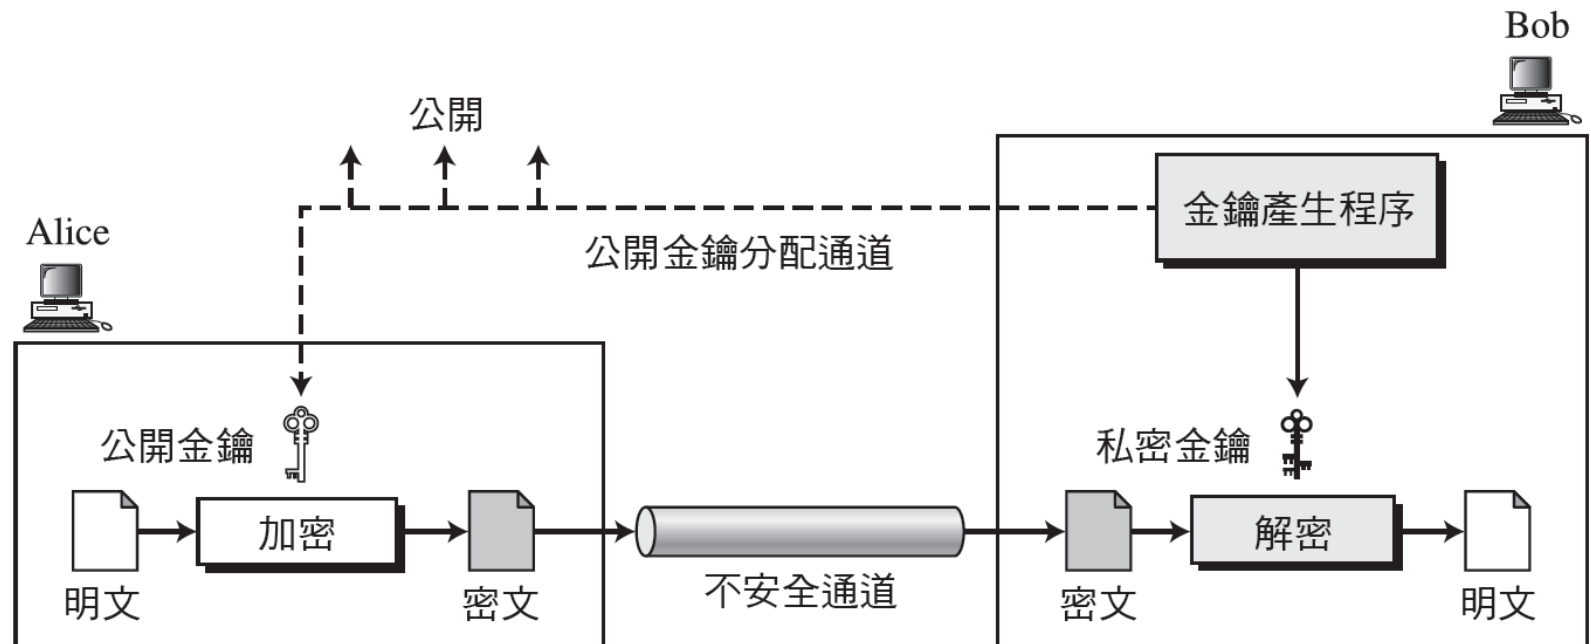 Bob
公開
金鑰產生程序
Alice
公開金鑰分配通道
公開金鑰
私密金鑰
加密
解密
明文
密文
不安全通道
密文
明文